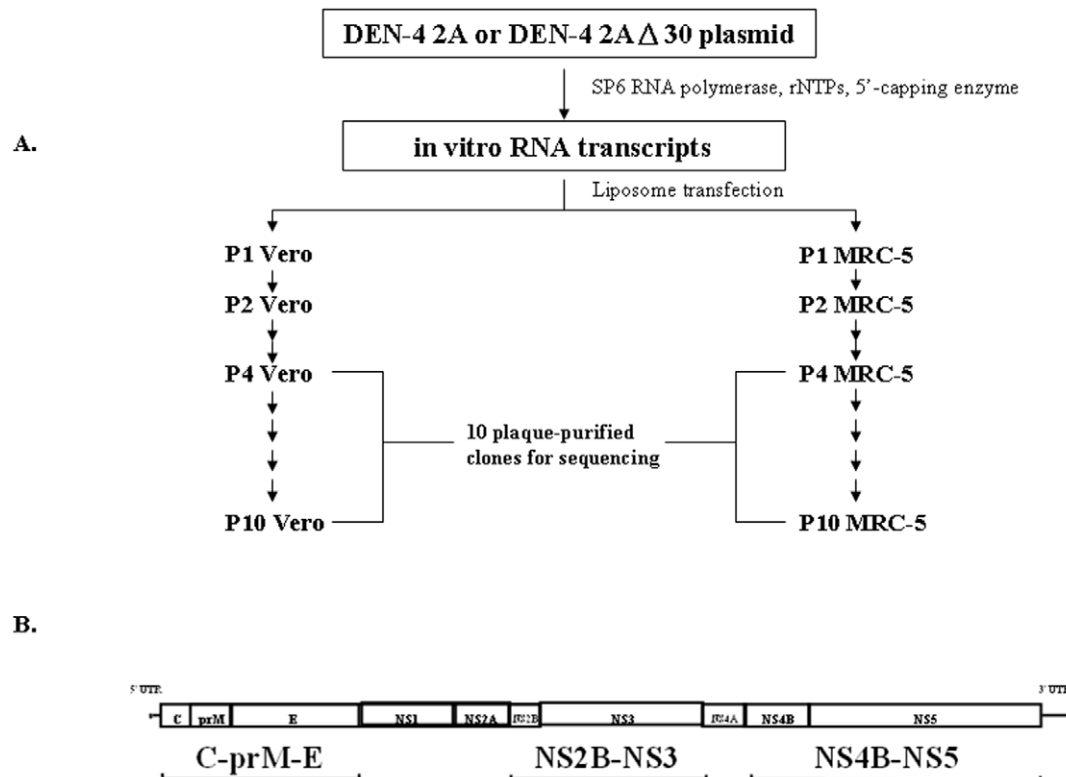 DEN-4 2A or DEN-4 2A Δ 30 plasmid
SP6 RNA polymerase, rNTPs, 5’-capping enzyme
A.
in vitro RNA transcripts
Liposome transfection
P1 Vero
P1 MRC-5
P2 Vero
P2 MRC-5
P4 Vero
P4 MRC-5
10 plaque-purified
clones for sequencing
P10 Vero
P10 MRC-5
B.
5' UTR
3' UTR
C prM E NS1 NS2A NS2B NS3 NS4A NS4B NS5
C-prM-E NS2B-NS3 NS4B-NS5